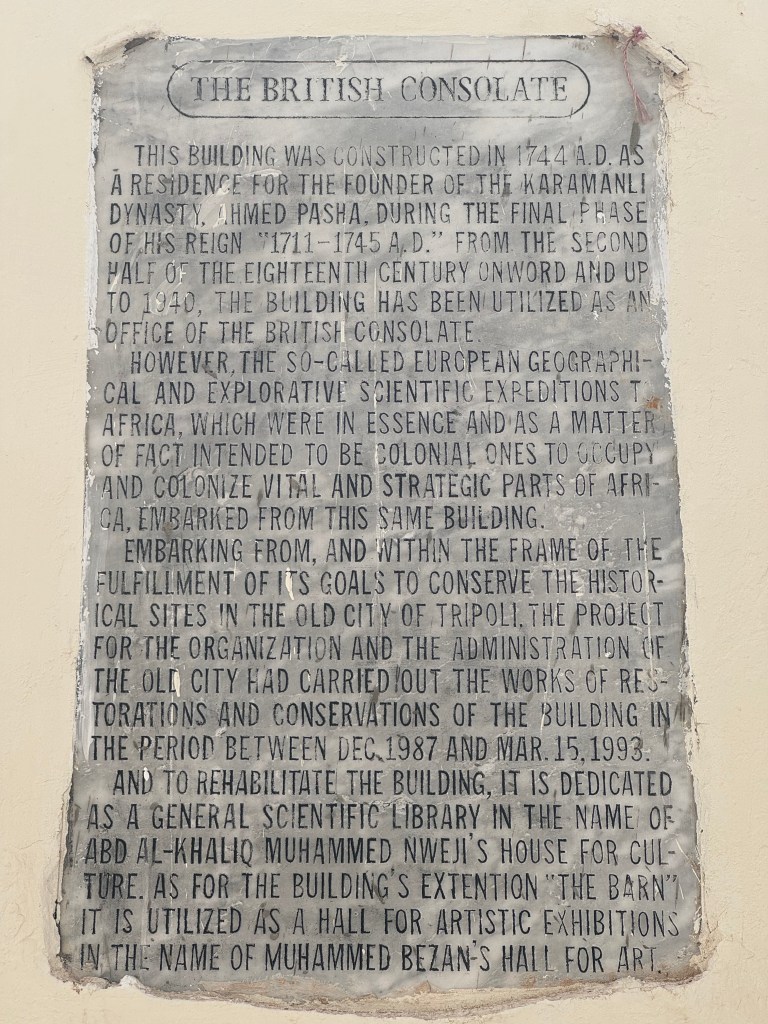 THE BRITISH CONSOLATE
THIS BUILDING WAS CONSTRUCTED IN 1744 A.D. AS
A RESIDENCE FOR THE FOUNDER OF THE KARAMANLI
DYNASTY, AHMED PASHA, DURING THE FINAL PHASE
OF HIS REIGN "1711-1745 A.D." FROM THE SECOND
HALF OF THE EIGHTEENTH CENTURY ONWORD AND UP
TO 1940, THE BUILDING HAS BEEN UTILIZED AS AN
OFFICE OF THE BRITISH CONSOLATE.
HOWEVER, THE SO-CALLED EUROPEAN GEOGRAPHI-
CAL AND EXPLORATIVE SCIENTIFIC EXPEDITIONS T
AFRICA, WHICH WERE IN ESSENCE AND AS A MATTER
OF FACT INTENDED TO BE COLONIAL ONES TO OCCUPY
AND COLONIZE VITAL AND STRATEGIC PARTS OF AFRI-
CA, EMBARKED FROM THIS SAME BUILDING.
EMBARKING FROM, AND WITHIN THE FRAME OF THE
FULFILLMENT OF ITS GOALS TO CONSERVE THE HISTOR-
ICAL SITES IN THE OLD CITY OF TRIPOLI, THE PROJECT
FOR THE ORGANIZATION AND THE ADMINISTRATION OF
THE OLD CITY HAD CARRIED OUT THE WORKS OF RES-
TORATIONS AND CONSERVATIONS OF THE BUILDING IN
THE PERIOD BETWEEN DEC.1987 AND MAR. 15,1993.
AND TO REHABILITATE THE BUILDING, IT IS DEDICATED
AS A GENERAL SCIENTIFIC LIBRARY IN THE NAME OF
ABD AL-KHALIQ MUHAMMED NWEJI'S HOUSE FOR CUL-
TURE. AS FOR THE BUILDING'S EXTENTION "THE BARN",
IT IS UTILIZED AS A HALL FOR ARTISTIC EXHIBITIONS
IN THE NAME OF MUHAMMED BEZAN'S HALL FOR ART.